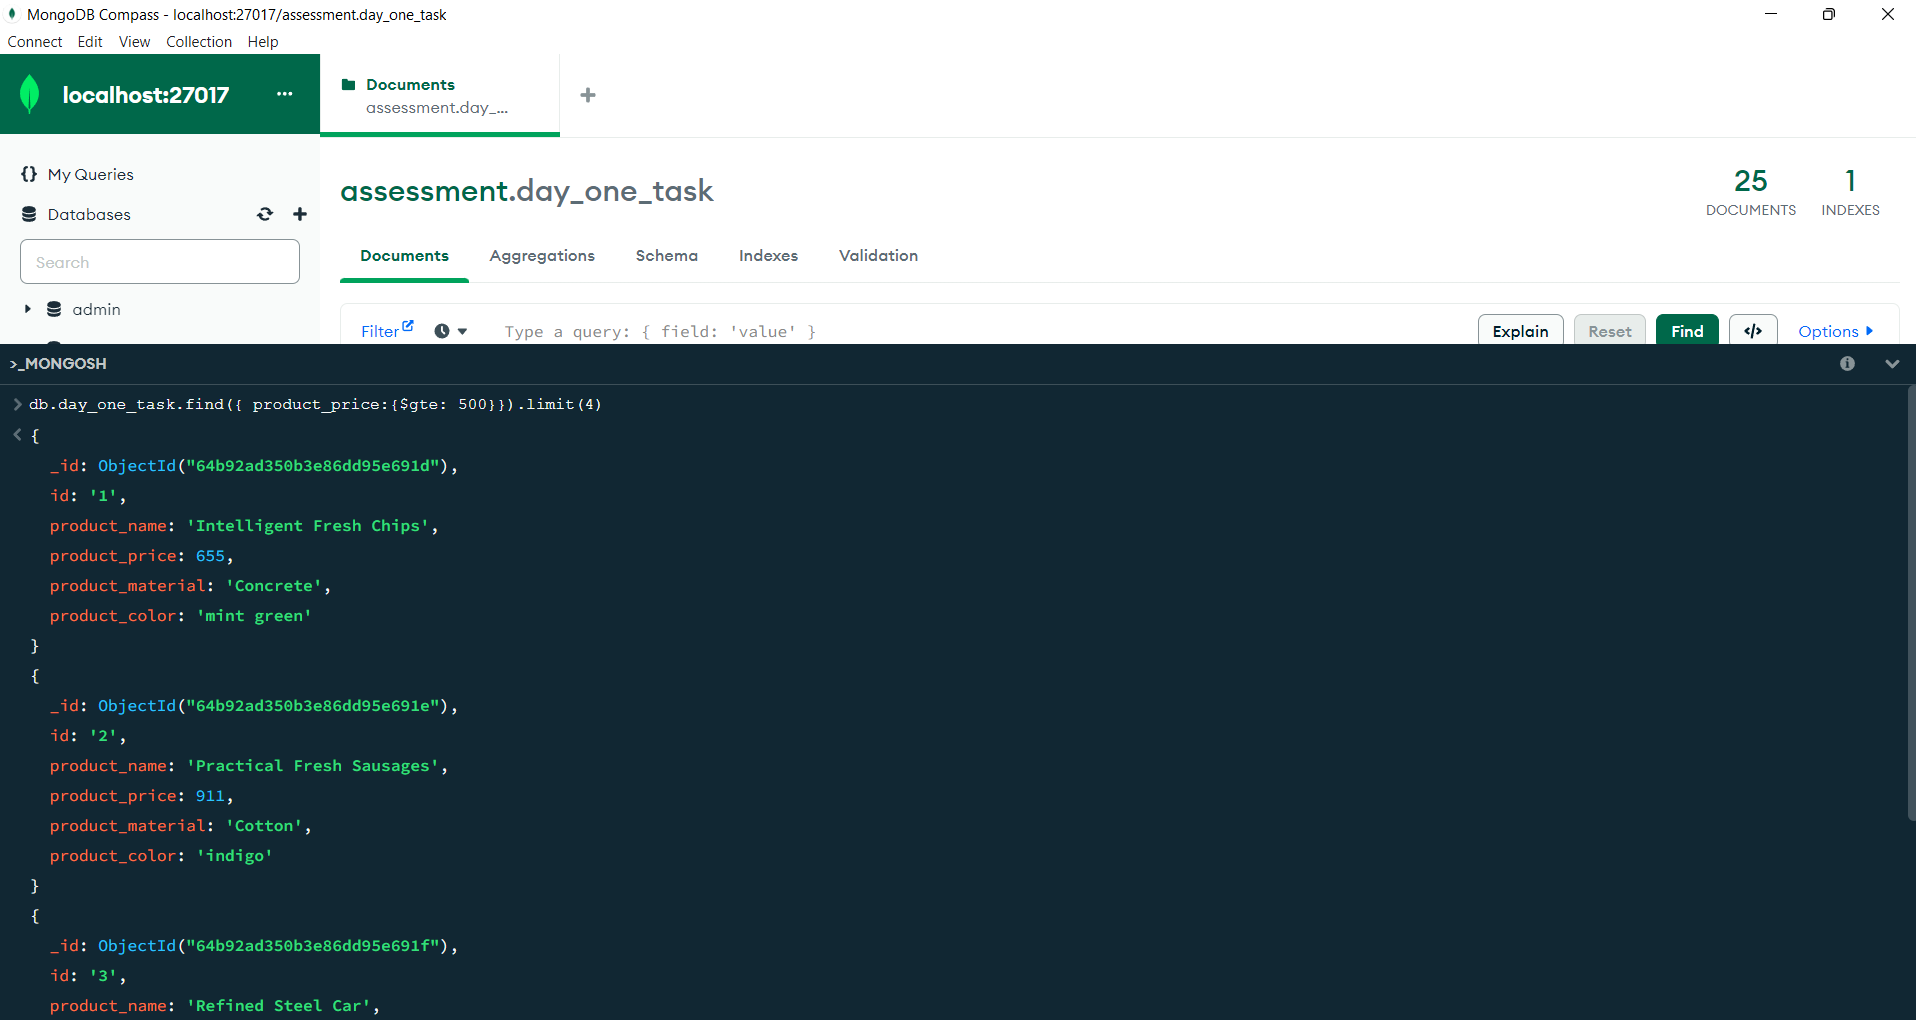 MongoDB Compass - localhost:27017/assessment.day_one_task
Connect Edit View Collection Help
localhost:27017 ...
Documents
assessment.day_...
My Queries
Databases
Search
admin
assessment.day_one_task
25 DOCUMENTS
1 INDEXES
Documents Aggregations Schema Indexes Validation
Filter Type a query: { field: 'value' } Explain Reset Find </> Options
>_MONGOSH
> db.day_one_task.find({ product_price:{$gte: 500}}).limit(4)
< {
_id: ObjectId("64b92ad350b3e86dd95e691d"),
id: '1',
product_name: 'Intelligent Fresh Chips',
product_price: 655,
product_material: 'Concrete',
product_color: 'mint green'
}
{
_id: ObjectId("64b92ad350b3e86dd95e691e"),
id: '2',
product_name: 'Practical Fresh Sausages',
product_price: 911,
product_material: 'Cotton',
product_color: 'indigo'
}
{
_id: ObjectId("64b92ad350b3e86dd95e691f"),
id: '3',
product_name: 'Refined Steel Car',